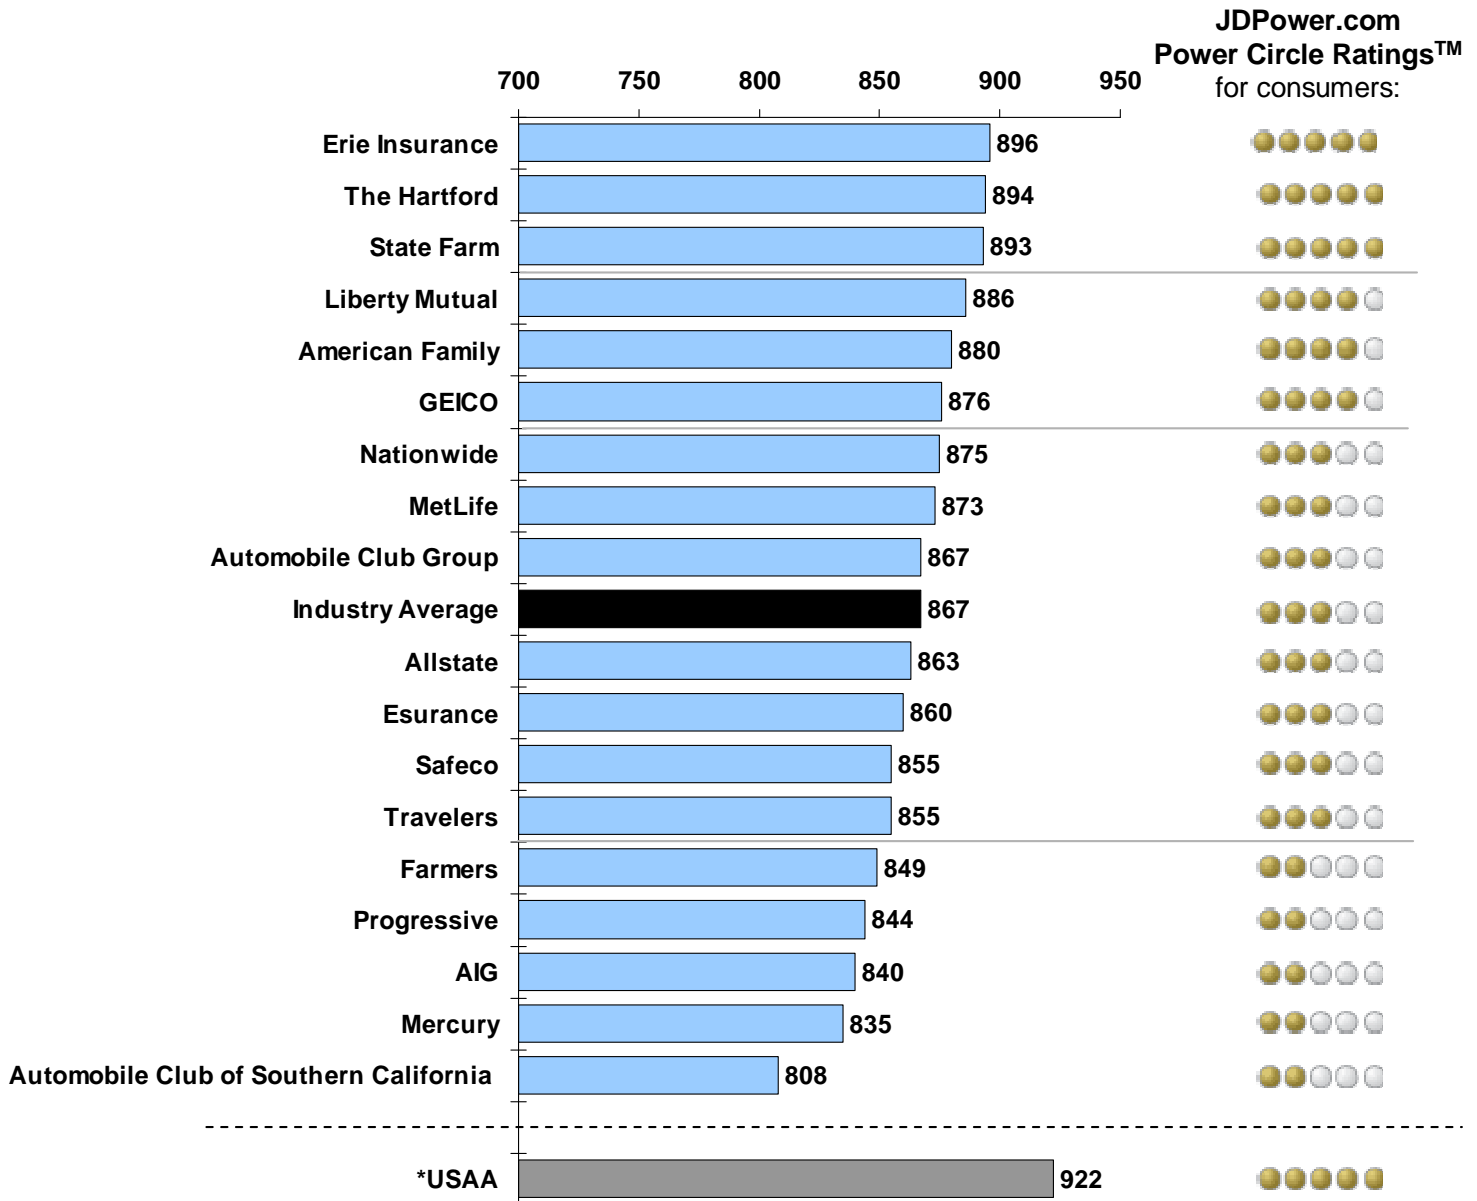 JDPower.com
Power Circle Ratings™
for consumers:
700 750 800 850 900 950
Erie Insurance 896
The Hartford 894
State Farm 893
Liberty Mutual 886
American Family 880
GEICO 876
Nationwide 875
MetLife 873
Automobile Club Group 867
Industry Average 867
Allstate 863
Esurance 860
Safeco 855
Travelers 855
Farmers 849
Progressive 844
AIG 840
Mercury 835
Automobile Club of Southern California 808
*USAA 922